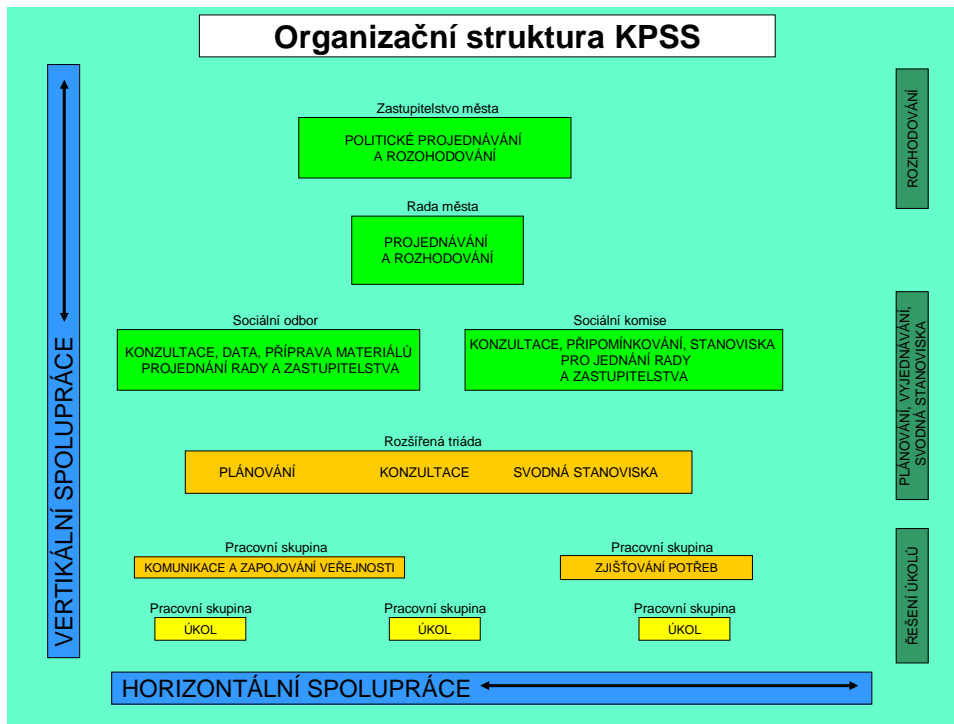 Organizační struktura KPSS
Zastupitelstvo města
POLITICKÉ PROJEDNÁVÁNÍ
A ROZOHODOVÁNÍ
Rada města
PROJEDNÁVÁNÍ
A ROZHODOVÁNÍ
Sociální odbor
KONZULTACE, DATA, PŘÍPRAVA MATERIÁLŮ
PROJEDNÁNÍ RADY A ZASTUPITELSTVA
Sociální komise
KONZULTACE, PŘIPOMÍNKOVÁNÍ, STANOVISKA
PRO JEDNÁNÍ RADY
A ZASTUPITELSTVA
Rozšířená triáda
PLÁNOVÁNÍ KONZULTACE SVODNÁ STANOVISKA
Pracovní skupina
KOMUNIKACE A ZAPOJOVÁNÍ VEŘEJNOSTI
Pracovní skupina
ZJIŠŤOVÁNÍ POTŘEB
Pracovní skupina
ÚKOL
Pracovní skupina
ÚKOL
Pracovní skupina
ÚKOL
VERTIKÁLNÍ SPOLUPRÁCE
HORIZONTÁLNÍ SPOLUPRÁCE
ROZHODOVÁNÍ
PLÁNOVÁNÍ, VYJEDNÁVÁNÍ,
SVODNÁ STANOVISKA
ŘEŠENÍ ÚKOLŮ